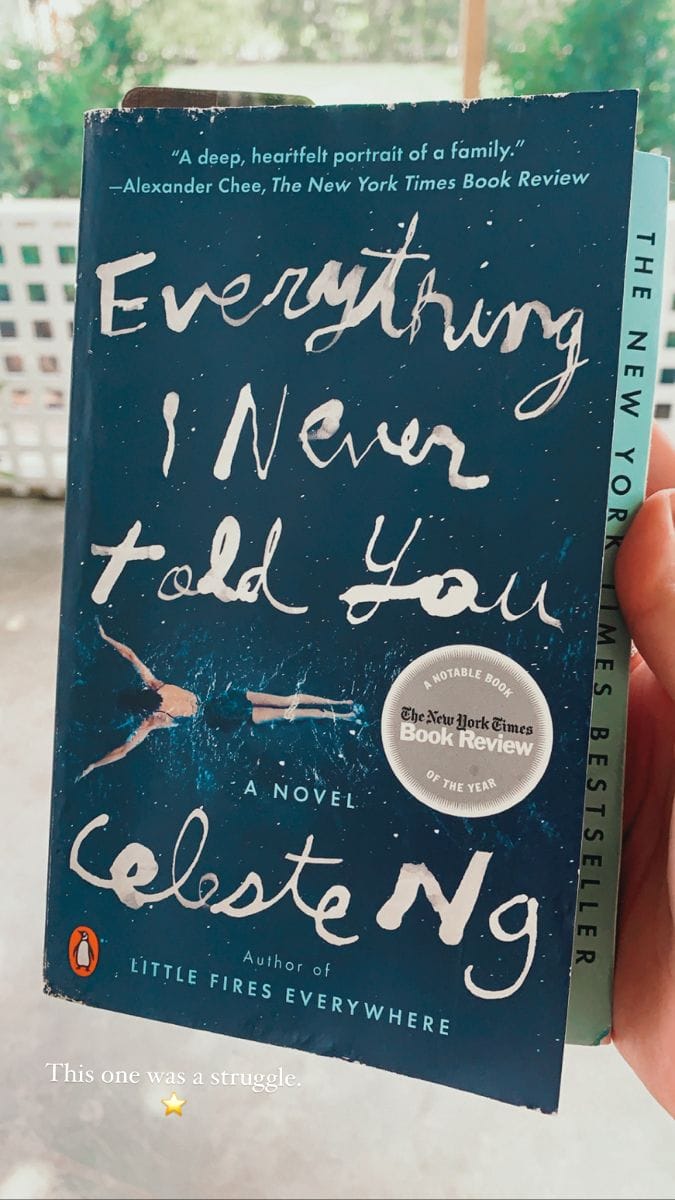 “A deep, heartfelt portrait of a family.”
—Alexander Chee, The New York Times Book Review
Everything
I Never
told You
A NOTABLE BOOK
The New York Times
Book Review
OF THE YEAR
A NOVEL
Celeste Ng
Author of
LITTLE FIRES EVERYWHERE
THE NEW YORK TIMES BESTSELLER
This one was a struggle.
⭐